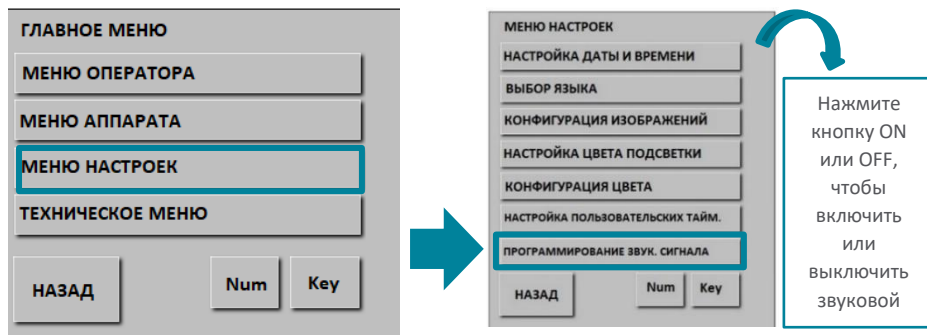 ГЛАВНОЕ МЕНЮ
МЕНЮ ОПЕРАТОРА
МЕНЮ АППАРАТА
МЕНЮ НАСТРОЕК
ТЕХНИЧЕСКОЕ МЕНЮ
НАЗАД
Num
Key
МЕНЮ НАСТРОЕК
НАСТРОЙКА ДАТЫ И ВРЕМЕНИ
ВЫБОР ЯЗЫКА
КОНФИГУРАЦИЯ ИЗОБРАЖЕНИЙ
НАСТРОЙКА ЦВЕТА ПОДСВЕТКИ
КОНФИГУРАЦИЯ ЦВЕТА
НАСТРОЙКА ПОЛЬЗОВАТЕЛЬСКИХ ТАЙМ.
ПРОГРАММИРОВАНИЕ ЗВУК. СИГНАЛА
НАЗАД
Num
Key
Нажмите
кнопку ON
или OFF,
чтобы
включить
или
выключить
звуковой